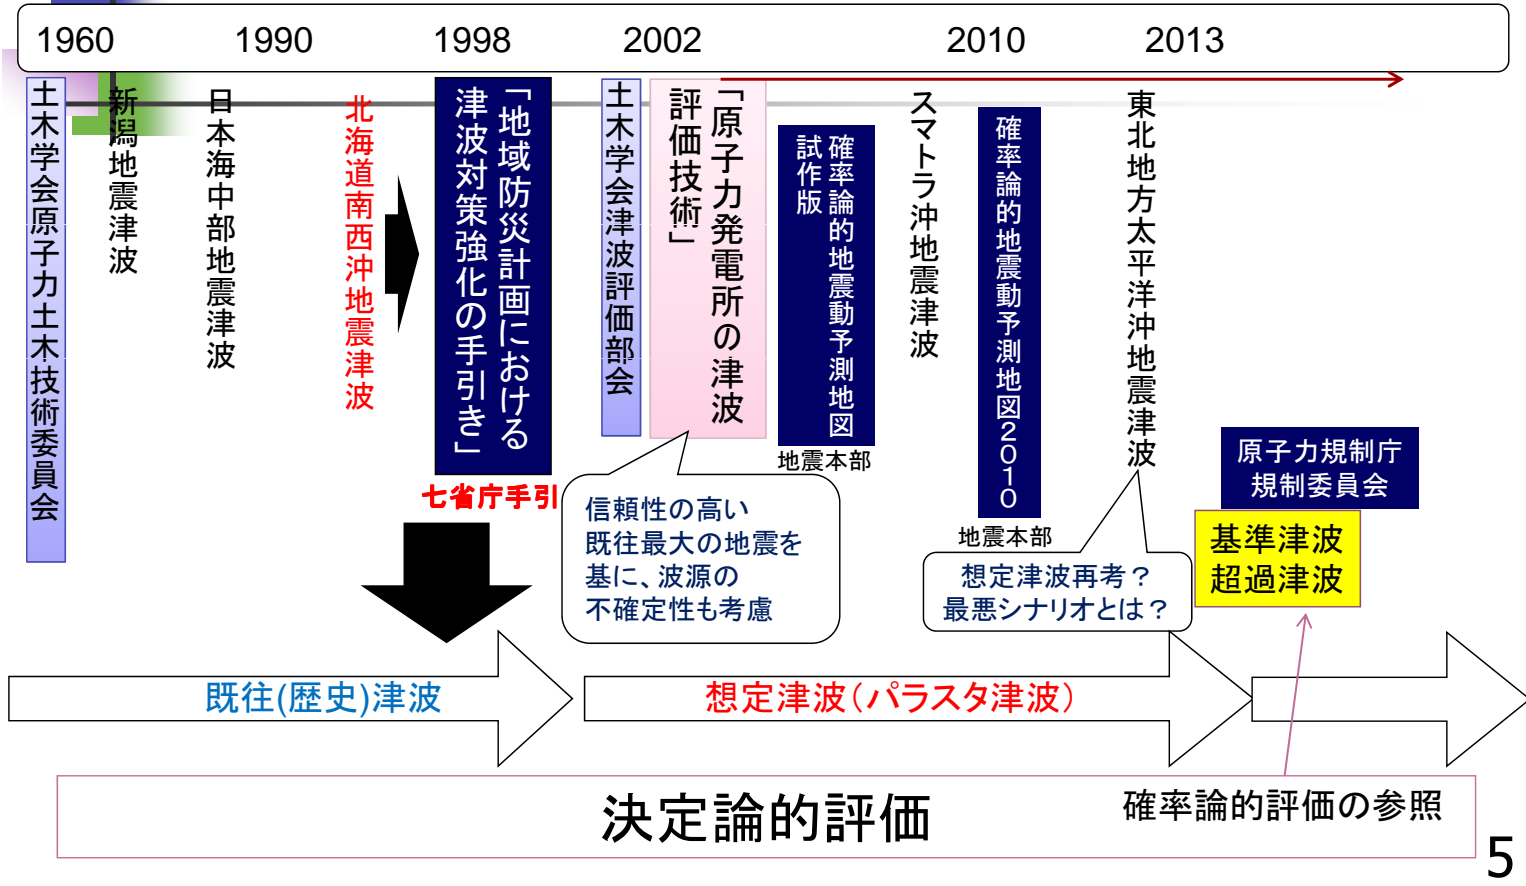 1960 1990 1998 2002 2010 2013
土木学会原子力土木技術委員会
新潟地震津波
日本海中部地震津波
北海道南西沖地震津波
「地域防災計画における
津波対策強化の手引き」
七省庁手引
土木学会津波評価部会
「原子力発電所の津波
評価技術」
信頼性の高い
既往最大の地震を
基に、波源の
不確定性も考慮
確率論的地震動予測地図
試作版
地震本部
スマトラ沖地震津波
確率論的地震動予測地図2010
地震本部
東北地方太平洋沖地震津波
想定津波再考?
最悪シナリオとは?
原子力規制庁
規制委員会
基準津波
超過津波
既往(歴史)津波
想定津波(パラスタ津波)
決定論的評価
確率論的評価の参照
5